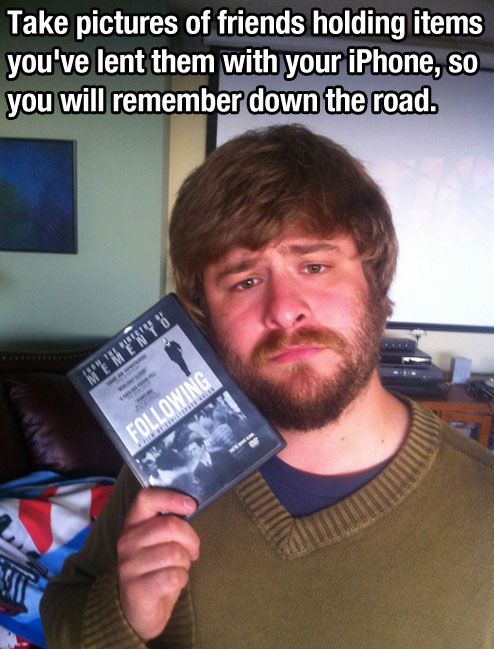 Take pictures of friends holding items
you've lent them with your iPhone, so
you will remember down the road.
FROM THE DIRECTOR OF
MEMENTO
FOLLOWING
DVD